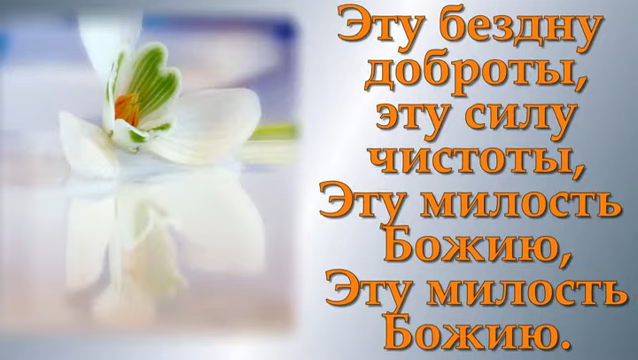 Эту бездну
доброты,
эту силу
чистоты,
Эту милость
Божию,
Эту милость
Божию.